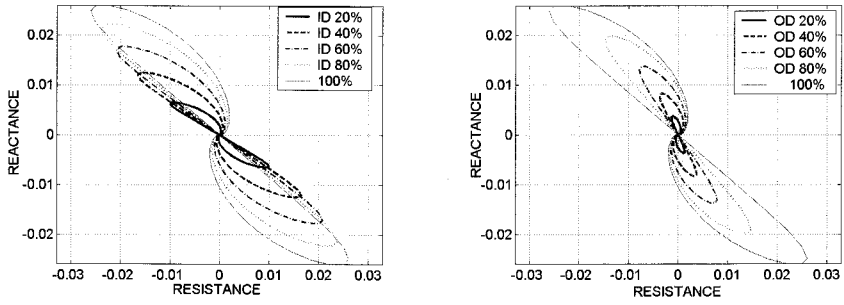 0.02
0.01
0
-0.01
-0.02
REACTANCE
-0.03 -0.02 -0.01 0 0.01 0.02 0.03
RESISTANCE
ID 20%
ID 40%
ID 60%
ID 80%
100%
0.02
0.01
0
-0.01
-0.02
REACTANCE
-0.03 -0.02 -0.01 0 0.01 0.02 0.03
RESISTANCE
OD 20%
OD 40%
OD 60%
OD 80%
100%